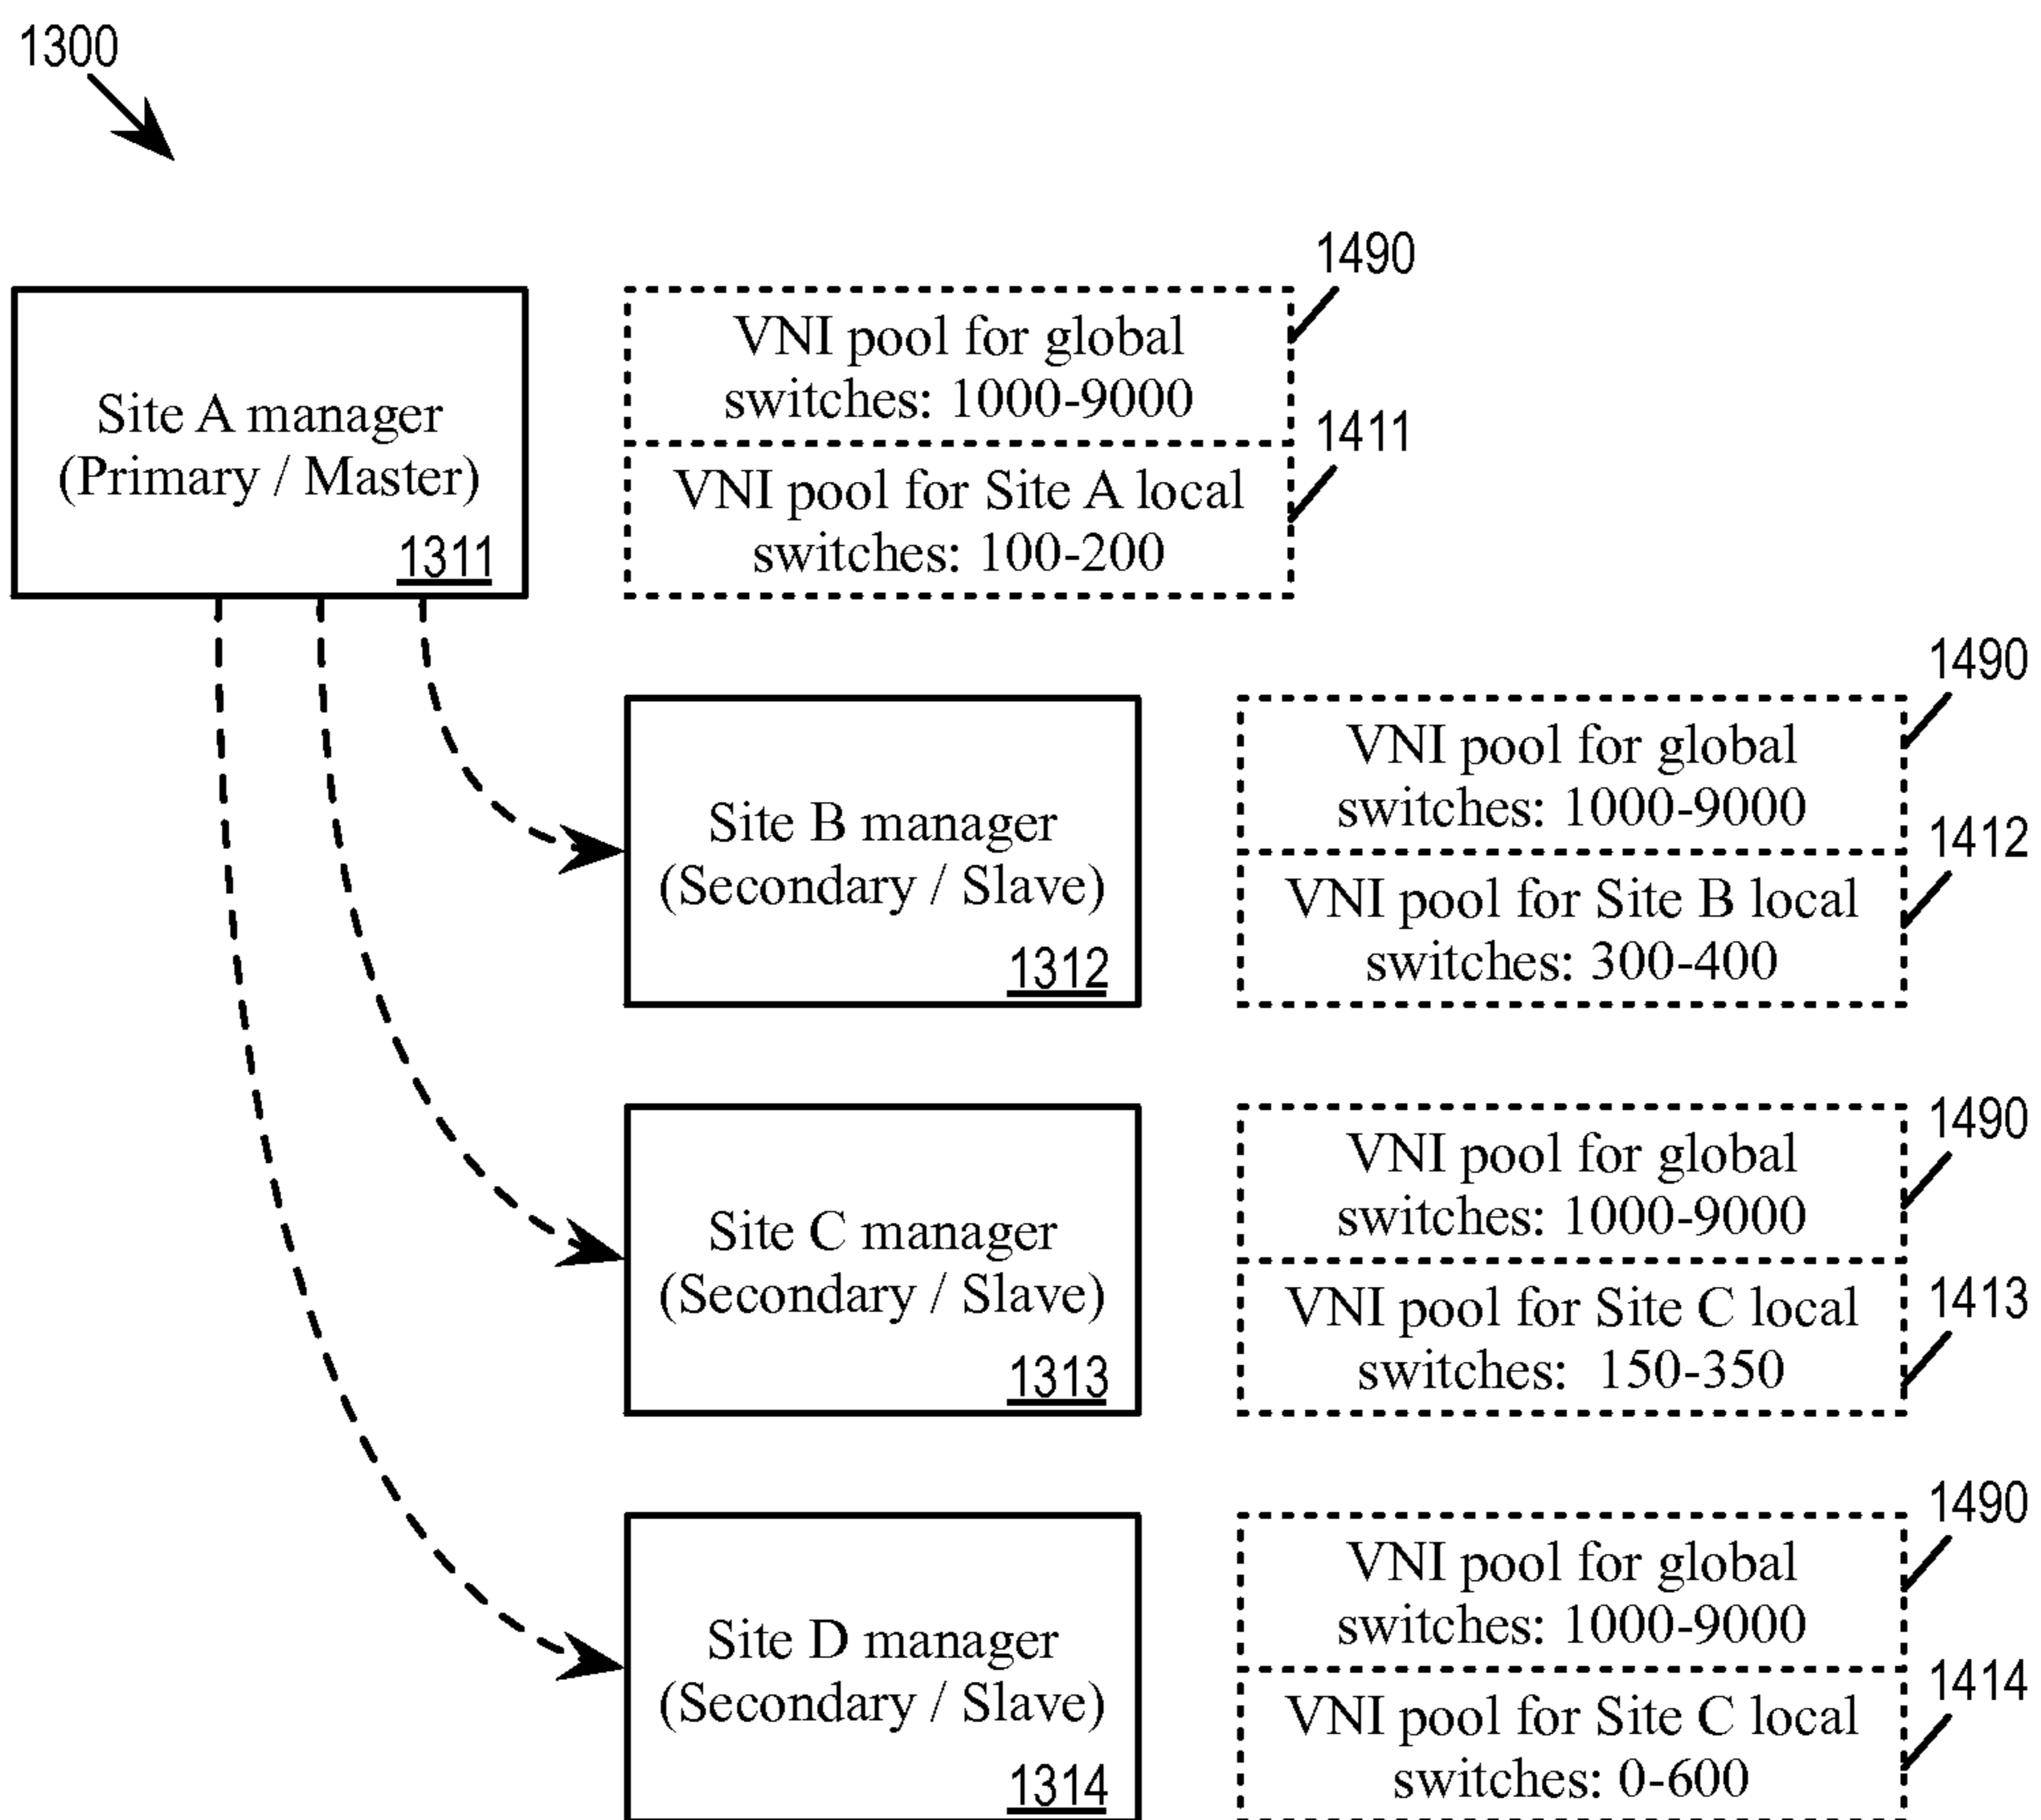 1300
1490
VNI pool for global
switches: 1000-9000
Site A manager
(Primary / Master)
1311
1411
VNI pool for Site A local
switches: 100-200
1490
VNI pool for global
switches: 1000-9000
Site B manager
(Secondary / Slave)
1312
1412
VNI pool for Site B local
switches: 300-400
1490
VNI pool for global
switches: 1000-9000
Site C manager
(Secondary / Slave)
1313
1413
VNI pool for Site C local
switches: 150-350
1490
VNI pool for global
switches: 1000-9000
Site D manager
(Secondary / Slave)
1314
1414
VNI pool for Site C local
switches: 0-600